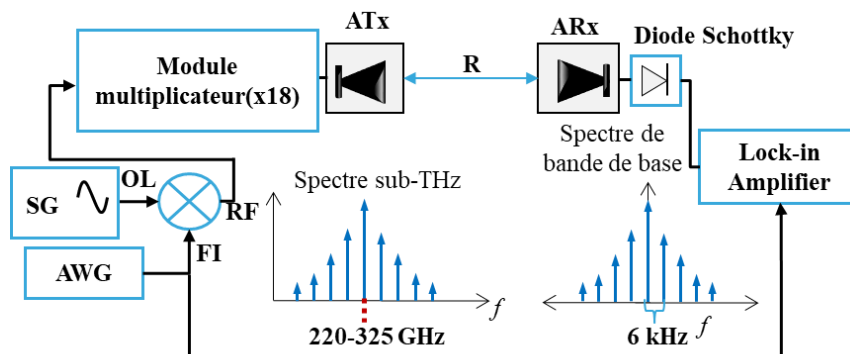 ATx
ARx
Diode Schottky
Module
multiplicateur(x18)
R
Spectre de
bande de base
Lock-in
Amplifier
SG
OL
RF
FI
AWG
Spectre sub-THz
f
220-325 GHz
6 kHz
f